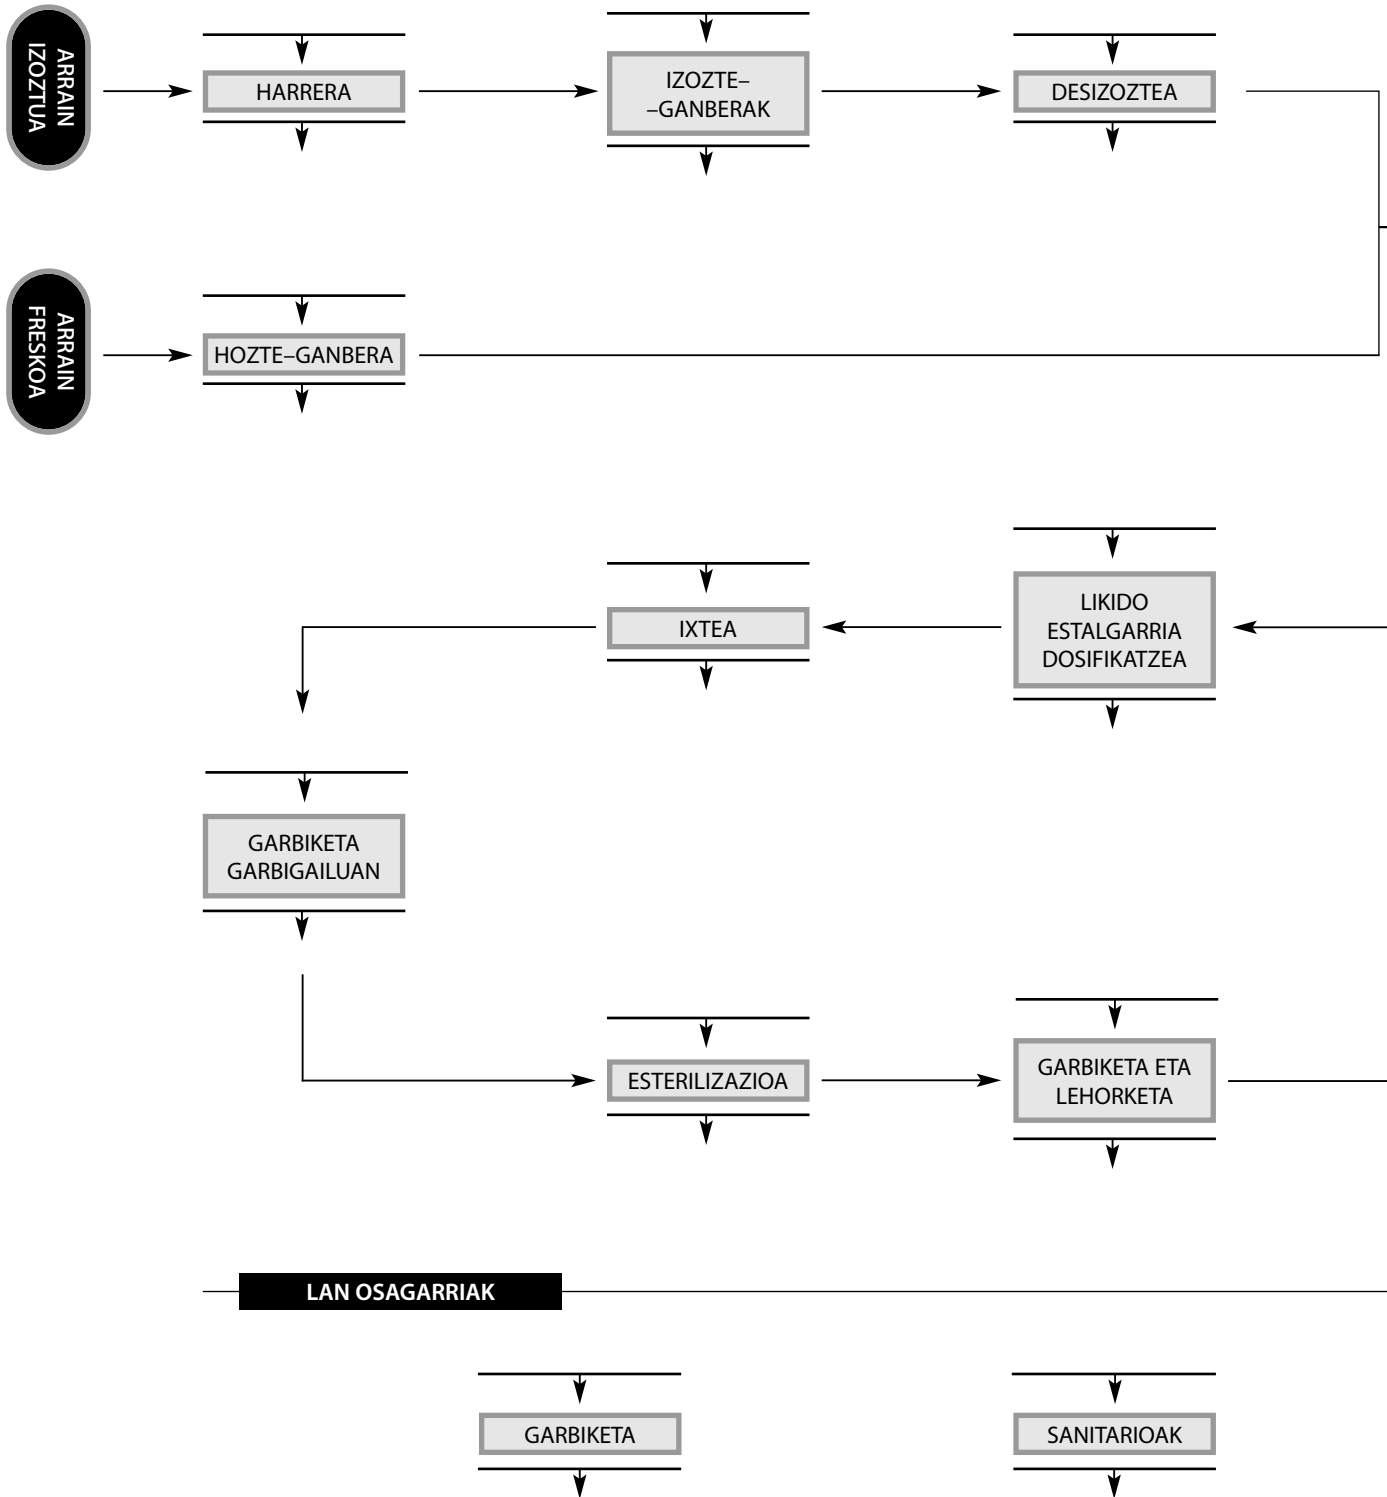 ARRAIN
IZOZTUA
HARRERA
IZOZTE–
–GANBERAK
DESIZOZTEA
ARRAIN
FRESKOA
HOZTE–GANBERA
LIKIDO
ESTALGARRIA
DOSIFIKATZEA
IXTEA
GARBIKETA
GARBIGAILUAN
ESTERILIZAZIOA
GARBIKETA ETA
LEHORKETA
LAN OSAGARRIAK
GARBIKETA
SANITARIOAK